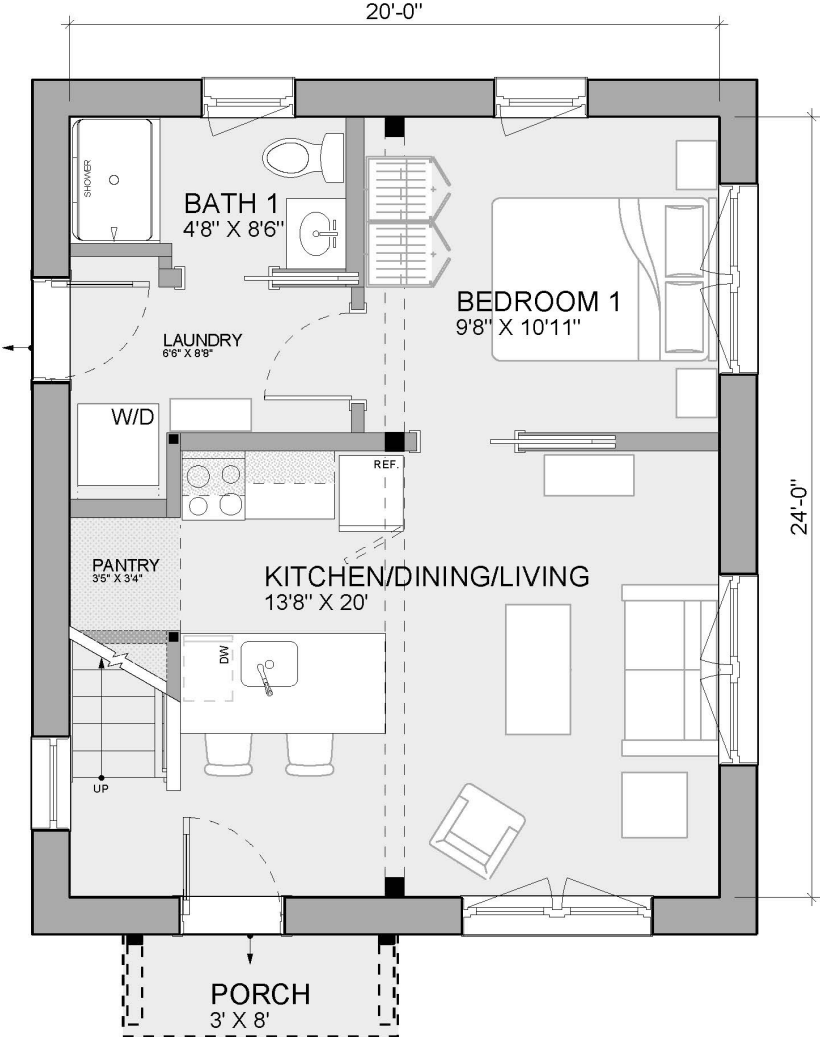 20'-0"
SHOWER
BATH 1
4'8" X 8'6"
BEDROOM 1
9'8" X 10'11"
LAUNDRY
6'6" X 8'8"
W/D
REF.
24'-0"
PANTRY
3'5" X 3'4"
KITCHEN/DINING/LIVING
13'8" X 20'
DW
UP
PORCH
3' X 8'